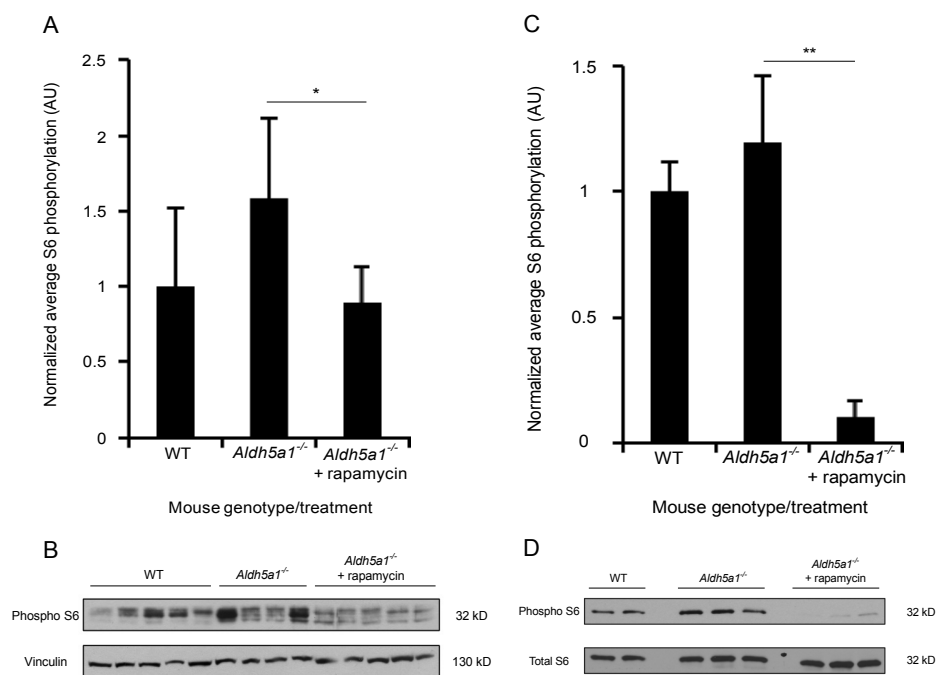 A
Normalized average S6 phosphorylation (AU)
2.5
2
1.5
1
0.5
0
*
WT
Aldh5a1-/-
Aldh5a1-/-
+ rapamycin
Mouse genotype/treatment
C
Normalized average S6 phosphorylation (AU)
1.5
1
0.5
0
**
WT
Aldh5a1-/-
Aldh5a1-/-
+ rapamycin
Mouse genotype/treatment
B
WT
Aldh5a1-/-
Aldh5a1-/-
+ rapamycin
Phospho S6
32 kD
Vinculin
130 kD
D
WT
Aldh5a1-/-
Aldh5a1-/-
+ rapamycin
Phospho S6
32 kD
Total S6
32 kD